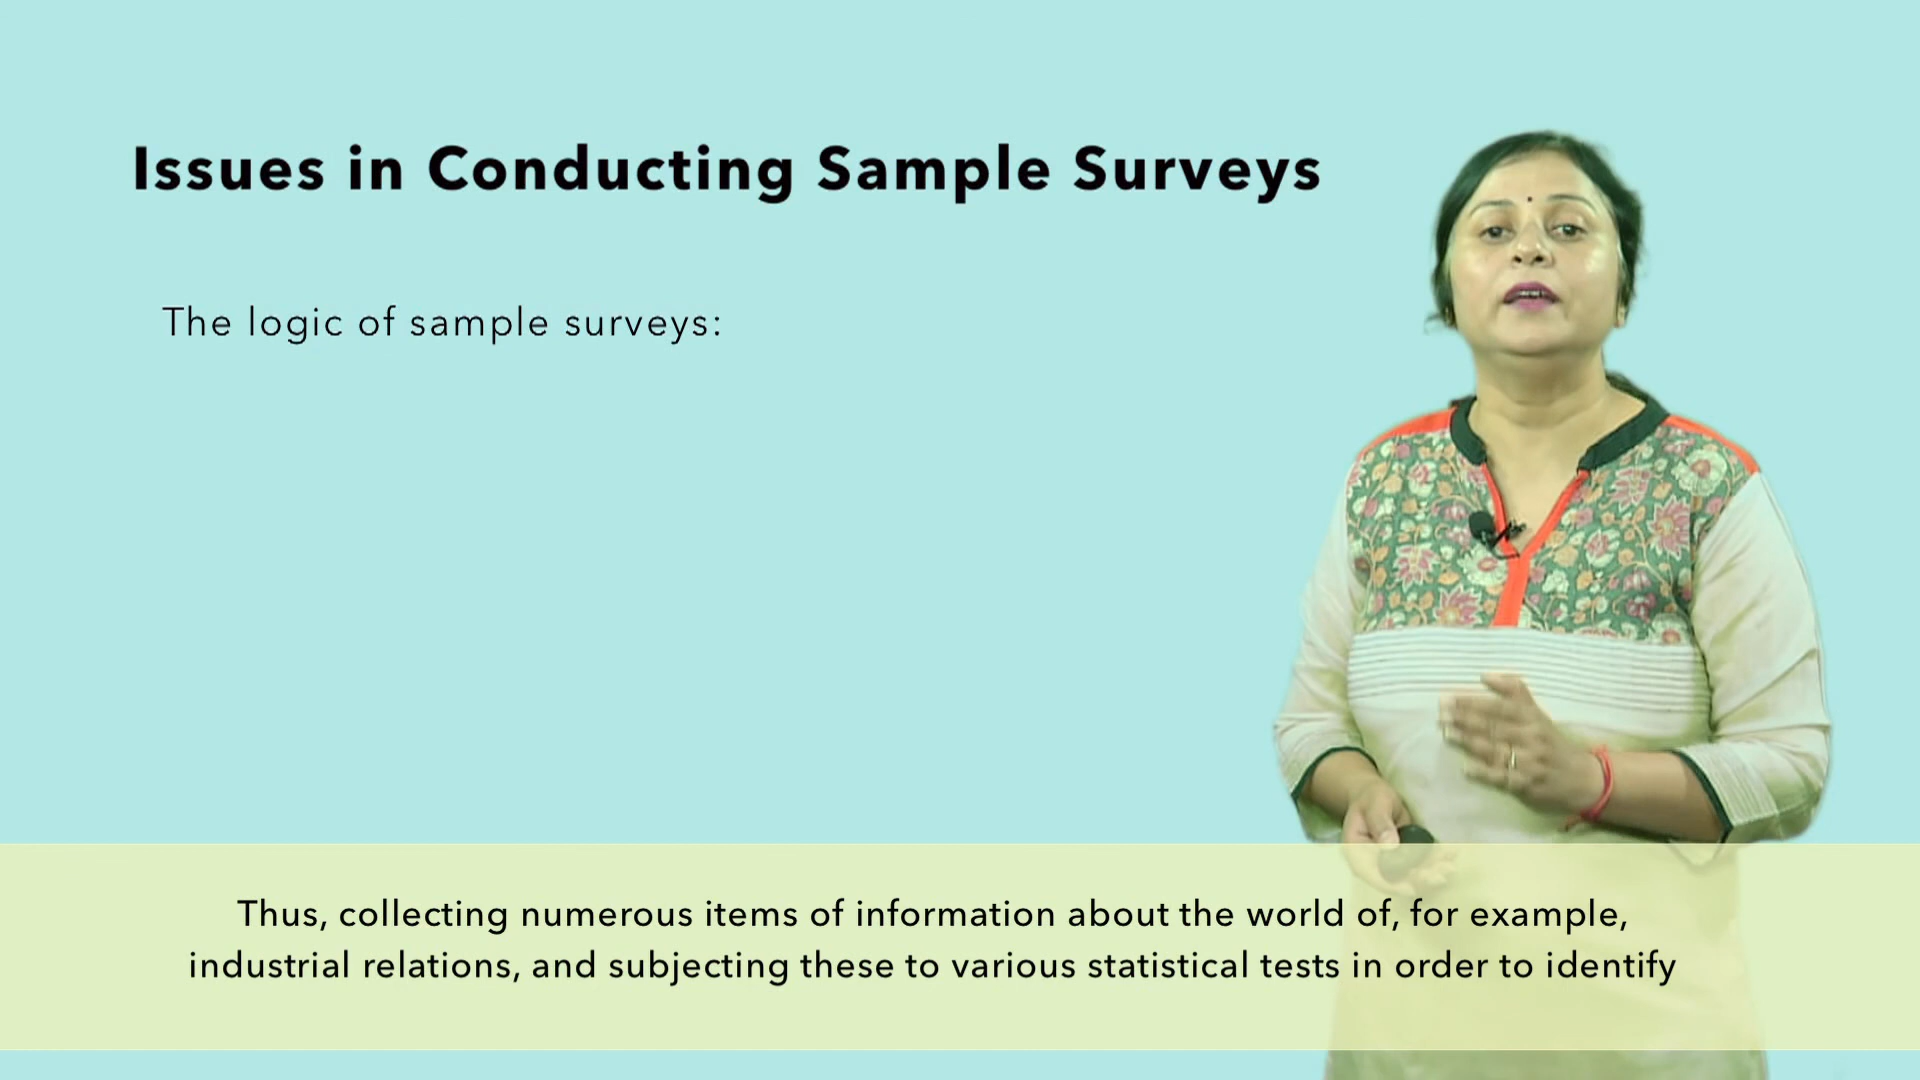 Issues in Conducting Sample Surveys
The logic of sample surveys:
Thus, collecting numerous items of information about the world of, for example,
industrial relations, and subjecting these to various statistical tests in order to identify